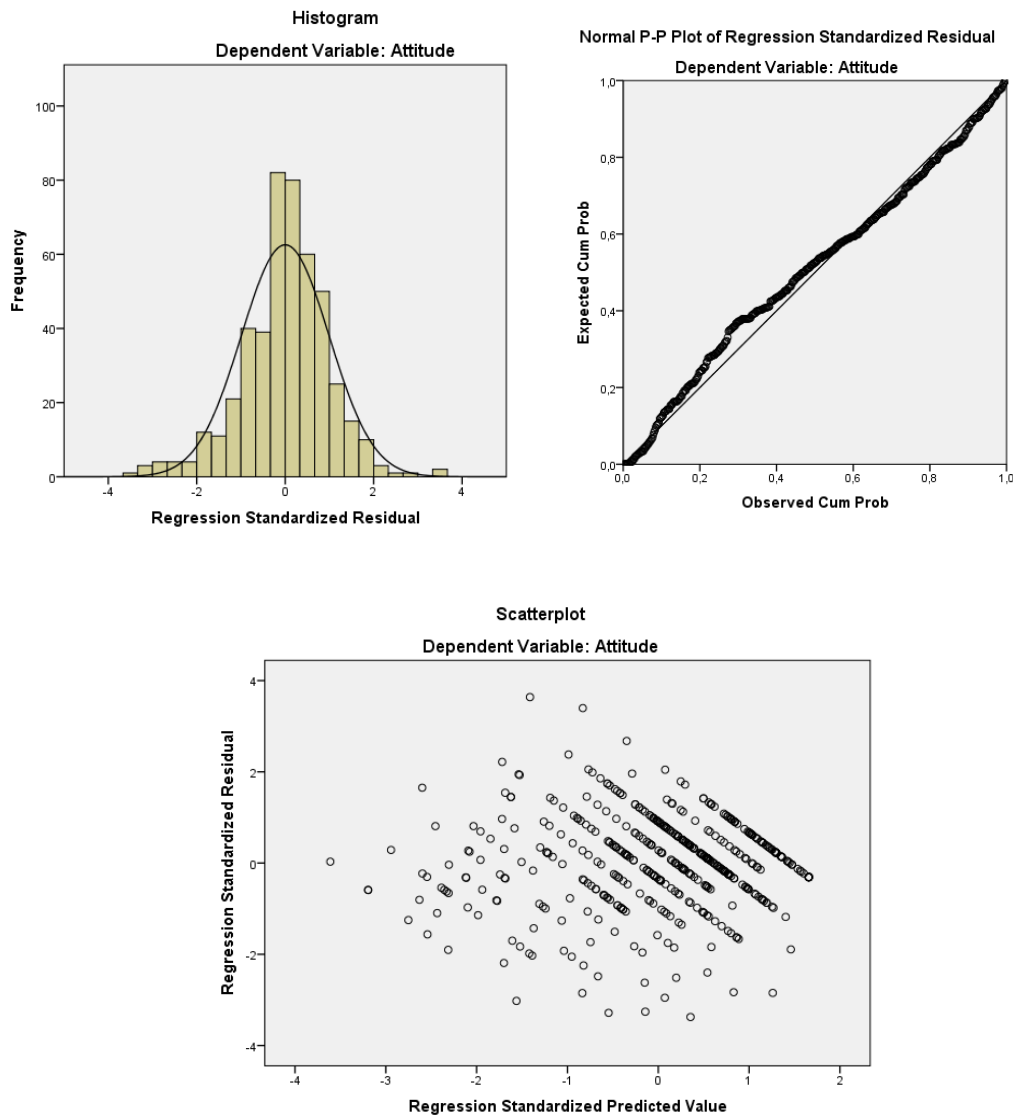 Histogram
Dependent Variable: Attitude
Frequency
100
80
60
40
20
0
-4
-2
0
2
4
Regression Standardized Residual
Normal P-P Plot of Regression Standardized Residual
Dependent Variable: Attitude
Expected Cum Prob
1,0
0,8
0,6
0,4
0,2
0,0
0,0
0,2
0,4
0,6
0,8
1,0
Observed Cum Prob
Scatterplot
Dependent Variable: Attitude
Regression Standardized Residual
4
2
0
-2
-4
-4
-3
-2
-1
0
1
2
Regression Standardized Predicted Value